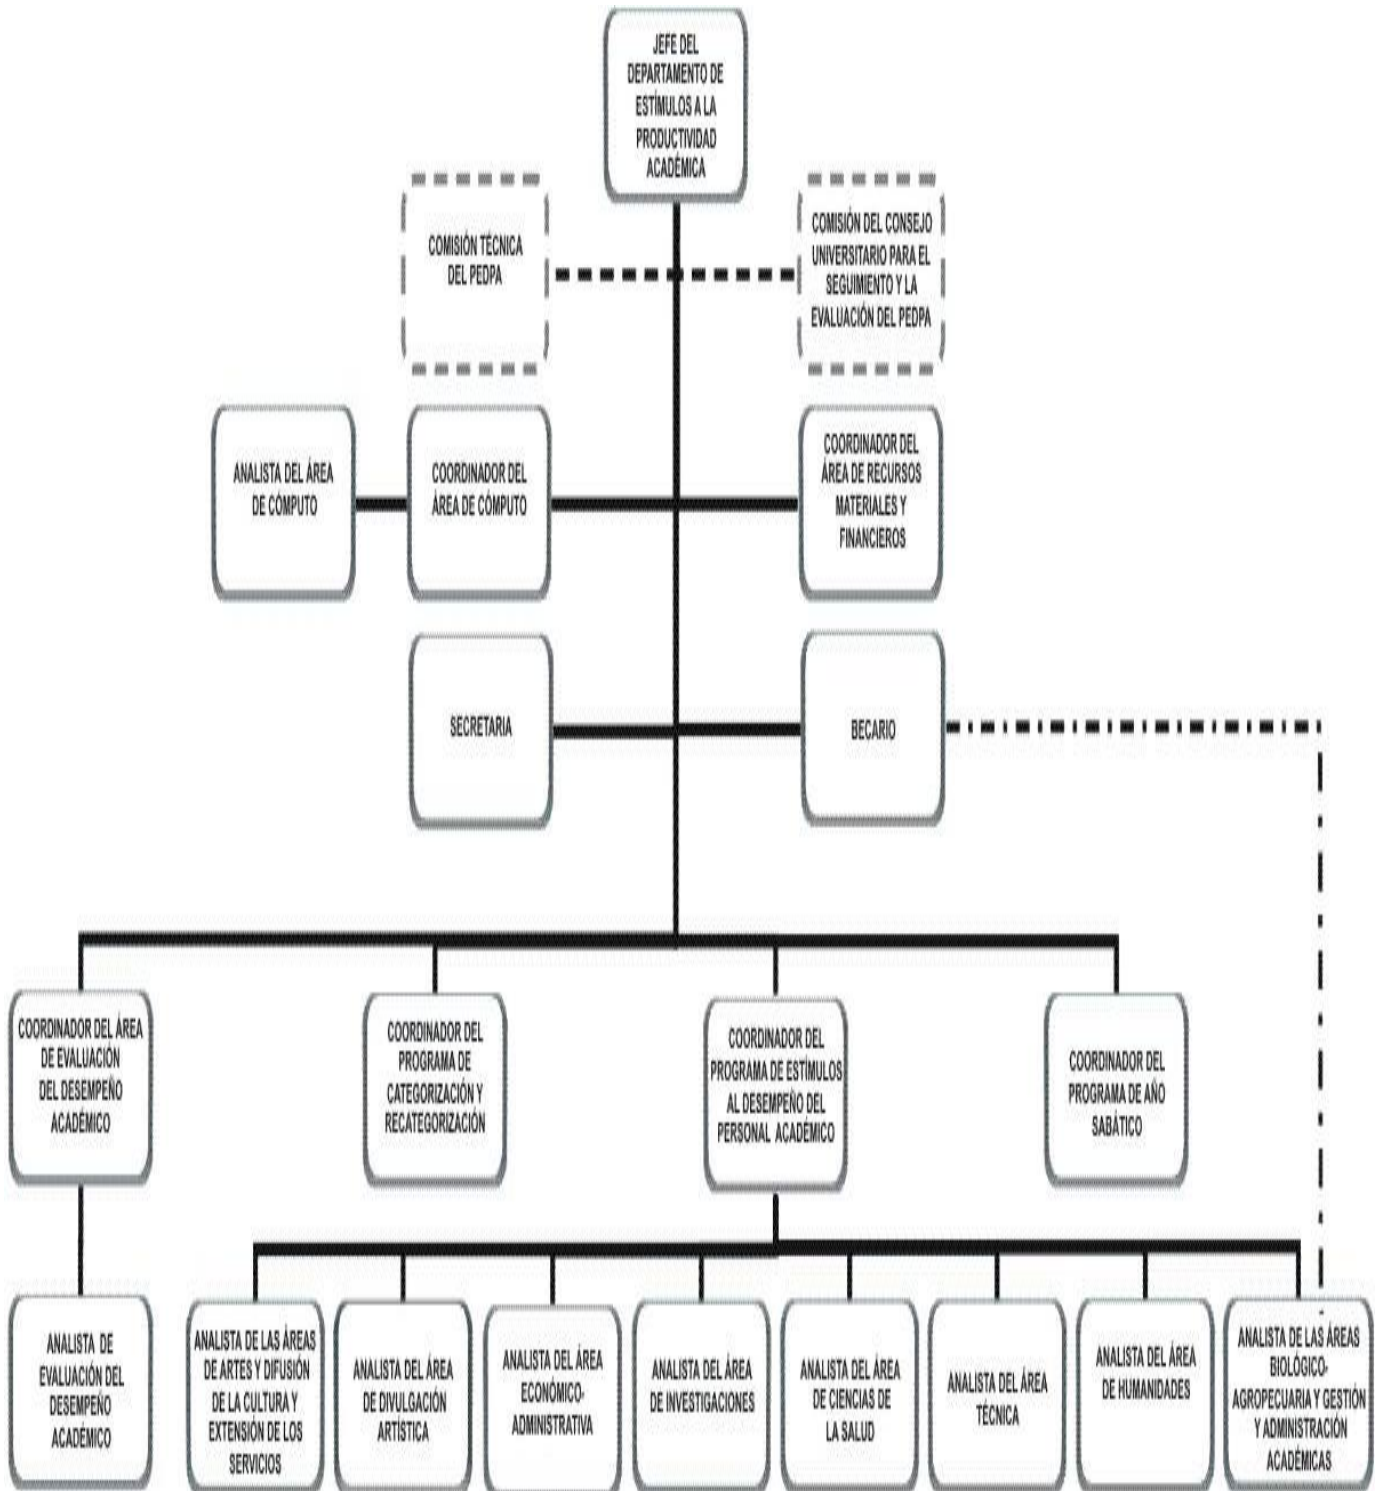 JEFE DEL
DEPARTAMENTO DE
ESTÍMULOS A LA
PRODUCTIVIDAD
ACADÉMICA
COMISIÓN TÉCNICA
DEL PEDPA
COMISIÓN DEL CONSEJO
UNIVERSITARIO PARA EL
SEGUIMIENTO Y LA
EVALUACIÓN DEL PEDPA
ANALISTA DEL ÁREA
DE CÓMPUTO
COORDINADOR DEL
ÁREA DE CÓMPUTO
COORDINADOR DEL
ÁREA DE RECURSOS
MATERIALES Y
FINANCIEROS
SECRETARIA
BECARIO
COORDINADOR DEL ÁREA
DE EVALUACIÓN
DEL DESEMPEÑO
ACADÉMICO
COORDINADOR DEL
PROGRAMA DE
CATEGORIZACIÓN Y
RECATEGORIZACIÓN
COORDINADOR DEL
PROGRAMA DE ESTÍMULOS
AL DESEMPEÑO DEL
PERSONAL ACADÉMICO
COORDINADOR DEL
PROGRAMA DE AÑO
SABÁTICO
ANALISTA DE
EVALUACIÓN DEL
DESEMPEÑO
ACADÉMICO
ANALISTA DE LAS ÁREAS
DE ARTES Y DIFUSIÓN
DE LA CULTURA Y
EXTENSIÓN DE LOS
SERVICIOS
ANALISTA DEL ÁREA
DE DIVULGACIÓN
ARTÍSTICA
ANALISTA DEL ÁREA
ECONÓMICO-
ADMINISTRATIVA
ANALISTA DEL ÁREA
DE INVESTIGACIONES
ANALISTA DEL ÁREA
DE CIENCIAS DE
LA SALUD
ANALISTA DEL ÁREA
TÉCNICA
ANALISTA DEL ÁREA
DE HUMANIDADES
ANALISTA DE LAS ÁREAS
BIOLÓGICO-
AGROPECUARIA Y GESTIÓN
Y ADMINISTRACIÓN
ACADÉMICAS